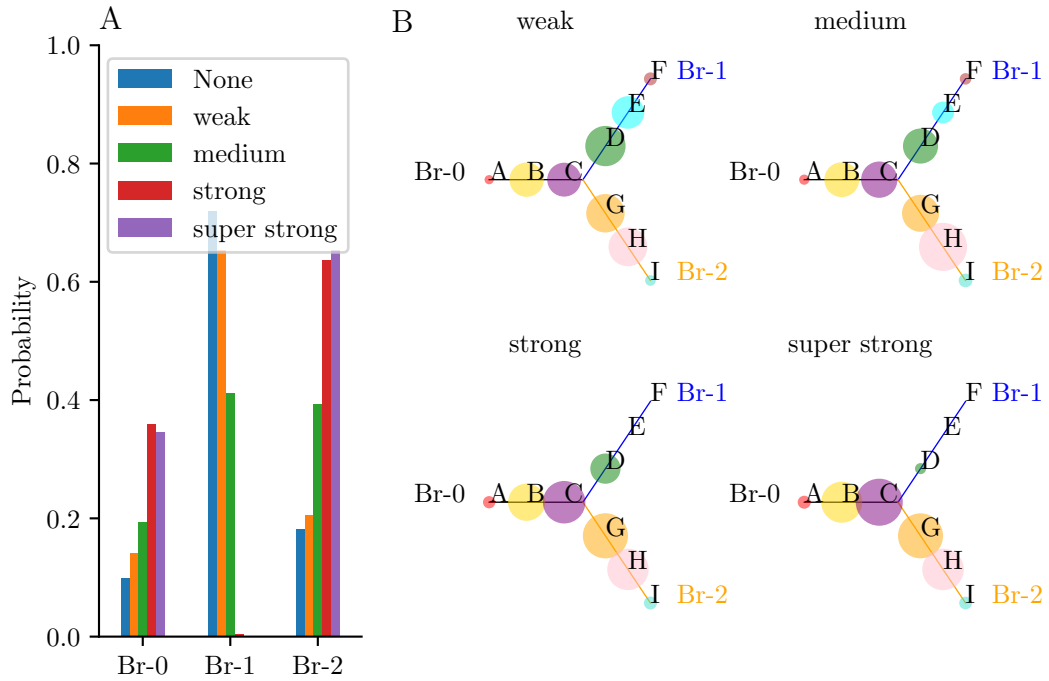 A
1.0
0.8
0.6
0.4
0.2
0.0
Probability
None
weak
medium
strong
super strong
Br-0
Br-1
Br-2
B
weak
F
Br-1
E
D
Br-0
A
B
C
G
H
I
Br-2
medium
F
Br-1
E
D
Br-0
A
B
C
G
H
I
Br-2
strong
F
Br-1
E
D
Br-0
A
B
C
G
H
I
Br-2
super strong
F
Br-1
E
D
Br-0
A
B
C
G
H
I
Br-2